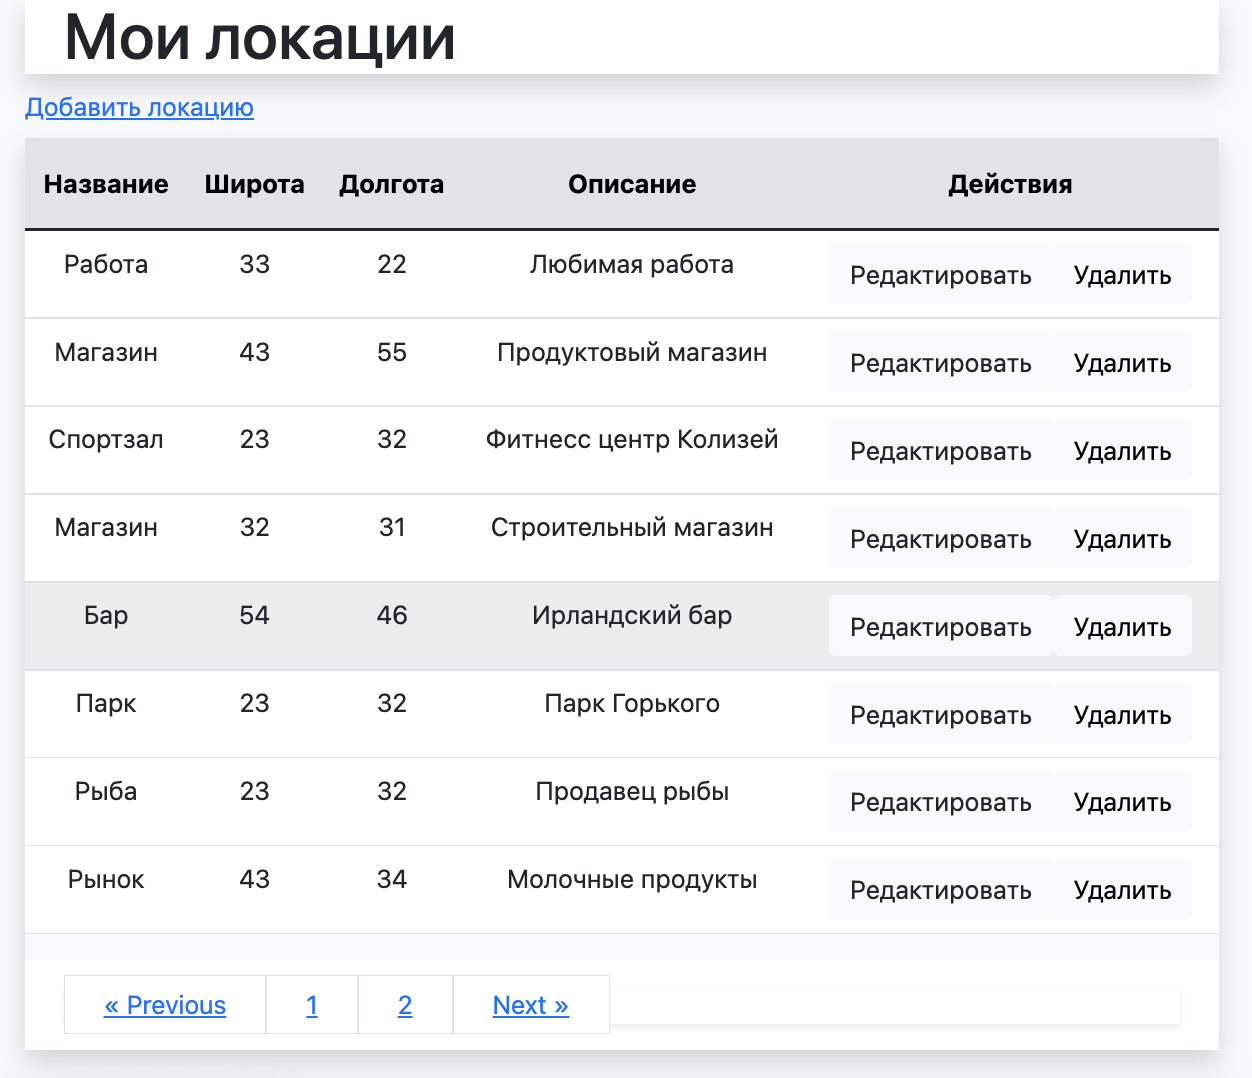 Мои локации
Добавить локацию
Название Широта Долгота Описание Действия
Работа 33 22 Любимая работа Редактировать Удалить
Магазин 43 55 Продуктовый магазин Редактировать Удалить
Спортзал 23 32 Фитнесс центр Колизей Редактировать Удалить
Магазин 32 31 Строительный магазин Редактировать Удалить
Бар 54 46 Ирландский бар Редактировать Удалить
Парк 23 32 Парк Горького Редактировать Удалить
Рыба 23 32 Продавец рыбы Редактировать Удалить
Рынок 43 34 Молочные продукты Редактировать Удалить
« Previous 1 2 Next »